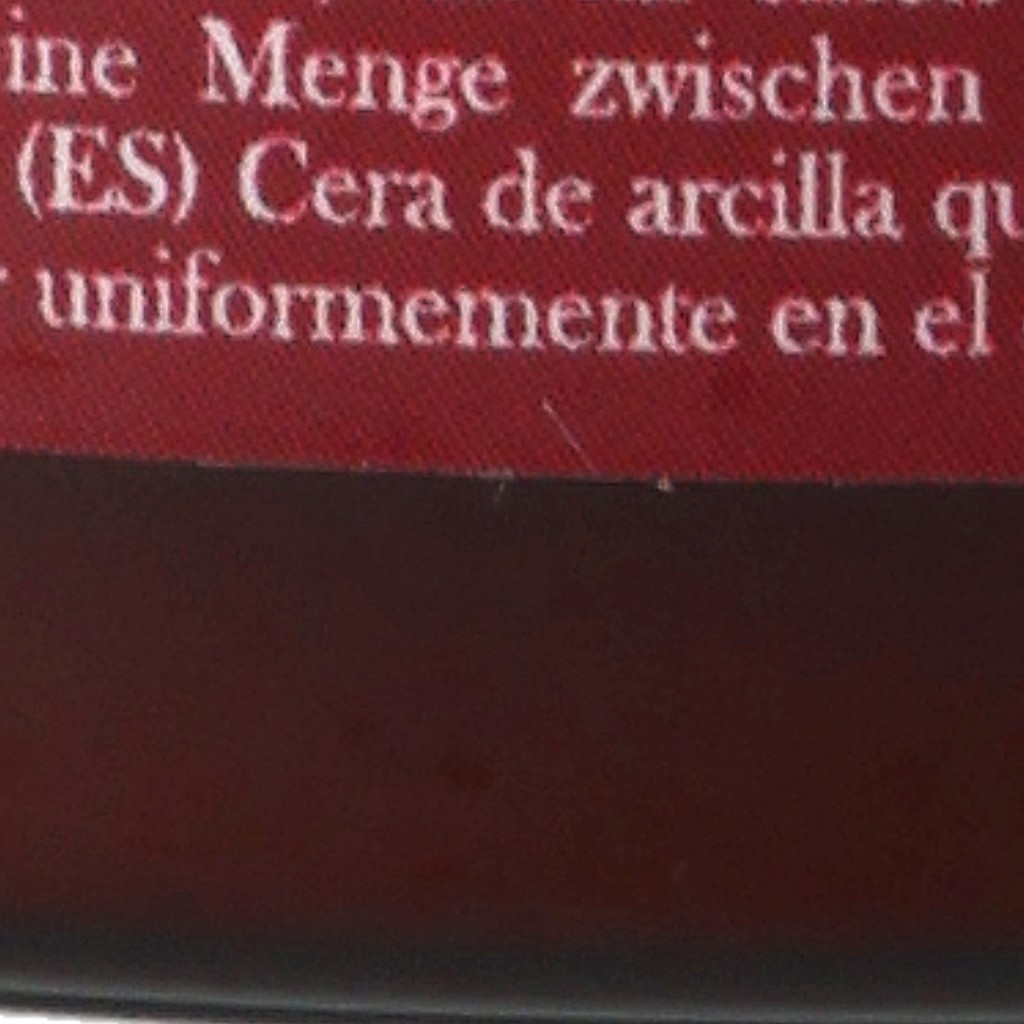 ine Menge zwischen
(ES) Cera de arcilla qu
uniformemente en el